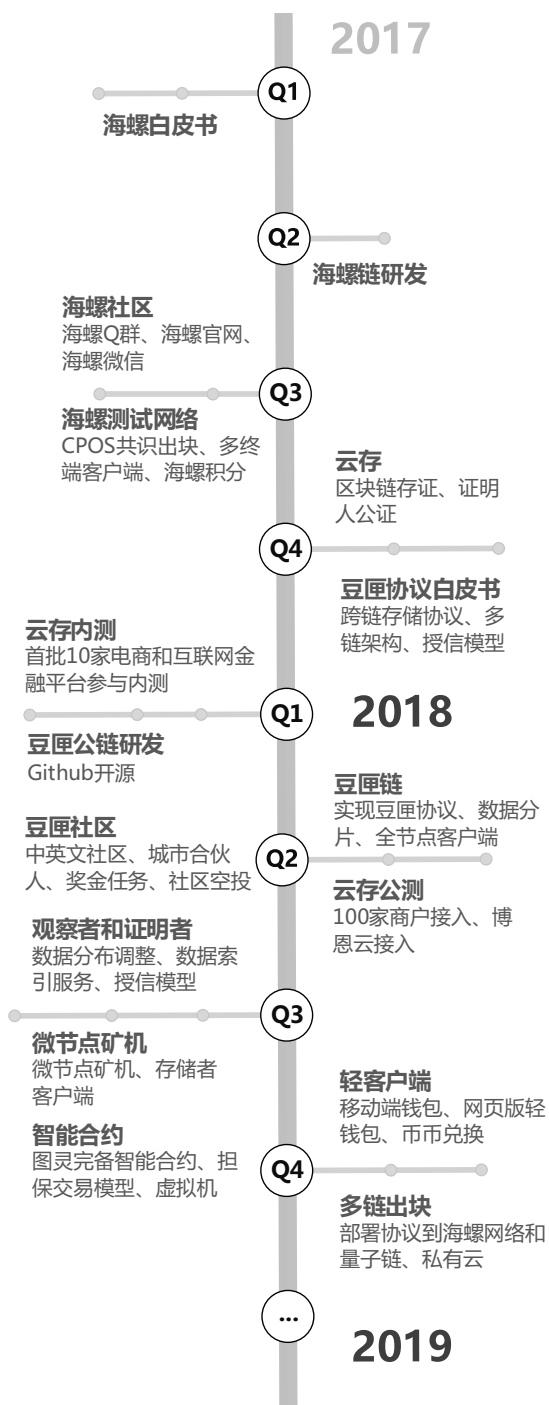 2017
Q1
海螺白皮书
Q2
海螺链研发
海螺社区
海螺Q群、海螺官网、
海螺微信
Q3
海螺测试网络
CPOS共识出块、多终
端客户端、海螺积分
云存
区块链存证、证明
人公证
Q4
豆匣协议白皮书
跨链存储协议、多
链架构、授信模型
云存内测
首批10家电商和互联网金
融平台参与内测
Q1
2018
豆匣公链研发
Github开源
豆匣链
实现豆匣协议、数据分
片、全节点客户端
豆匣社区
中英文社区、城市合伙
人、奖金任务、社区空投
Q2
云存公测
100家商户接入、博
恩云接入
观察者和证明者
数据分布调整、数据索
引服务、授信模型
Q3
微节点矿机
微节点矿机、存储者
客户端
轻客户端
移动端钱包、网页版轻
钱包、币币兑换
智能合约
图灵完备智能合约、担
保交易模型、虚拟机
Q4
多链出块
部署协议到海螺网络和
量子链、私有云
...
2019